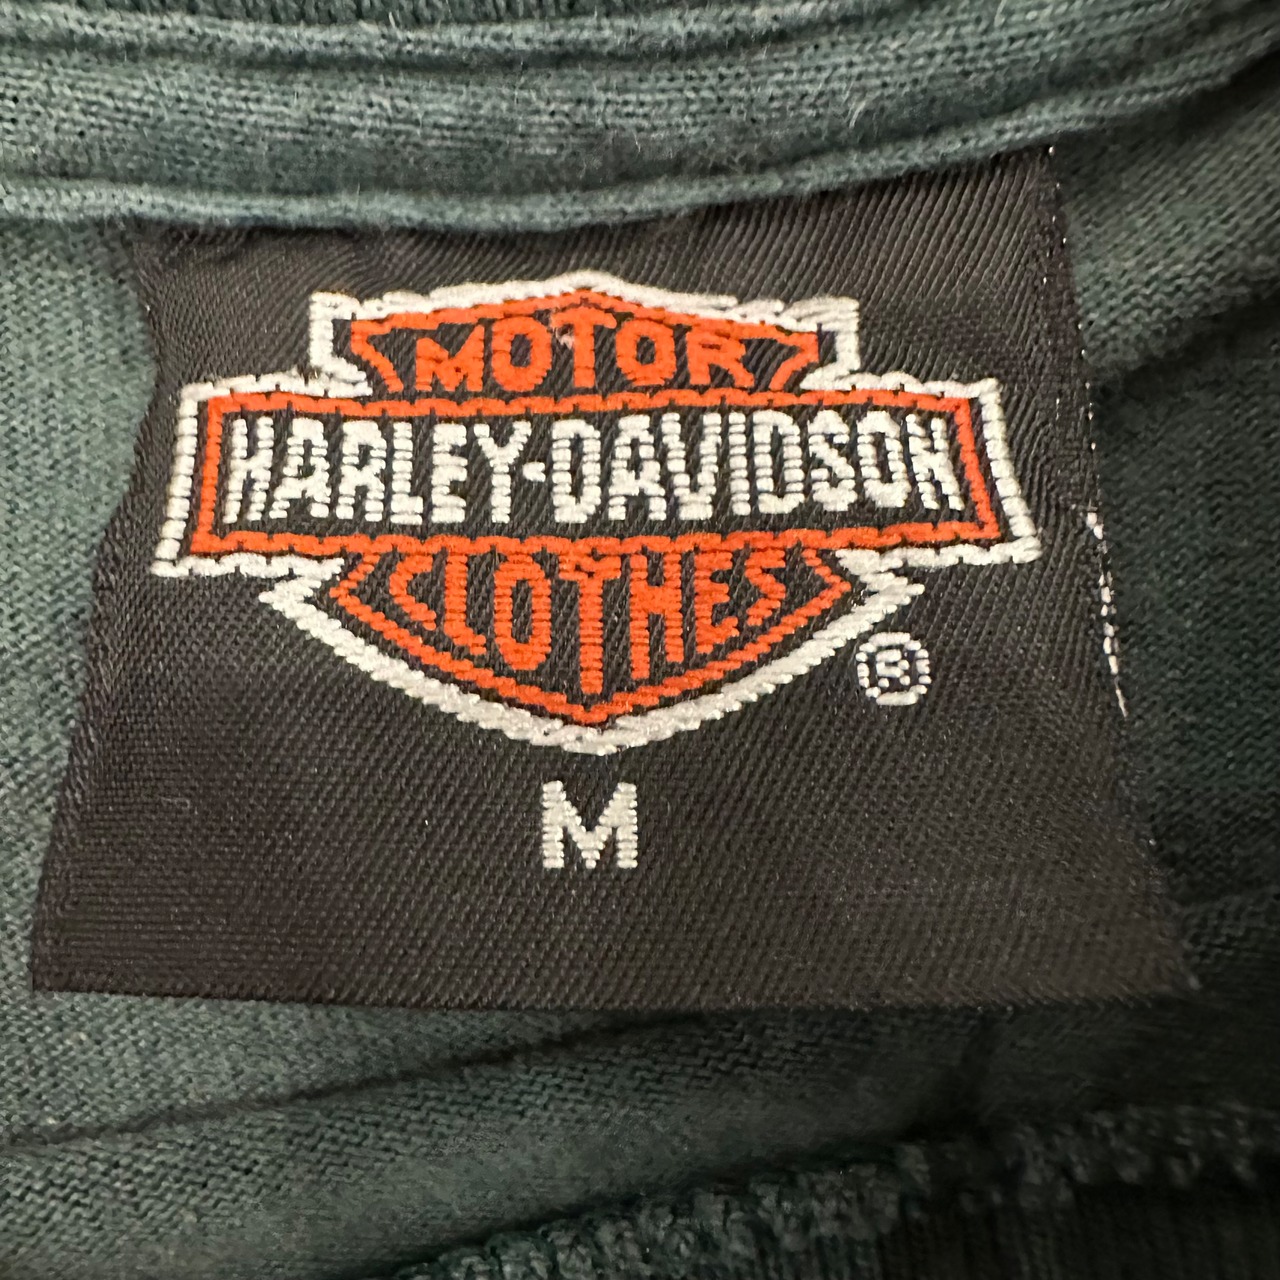 MOTOR
HARLEY-DAVIDSON
CLOTHES
®
M